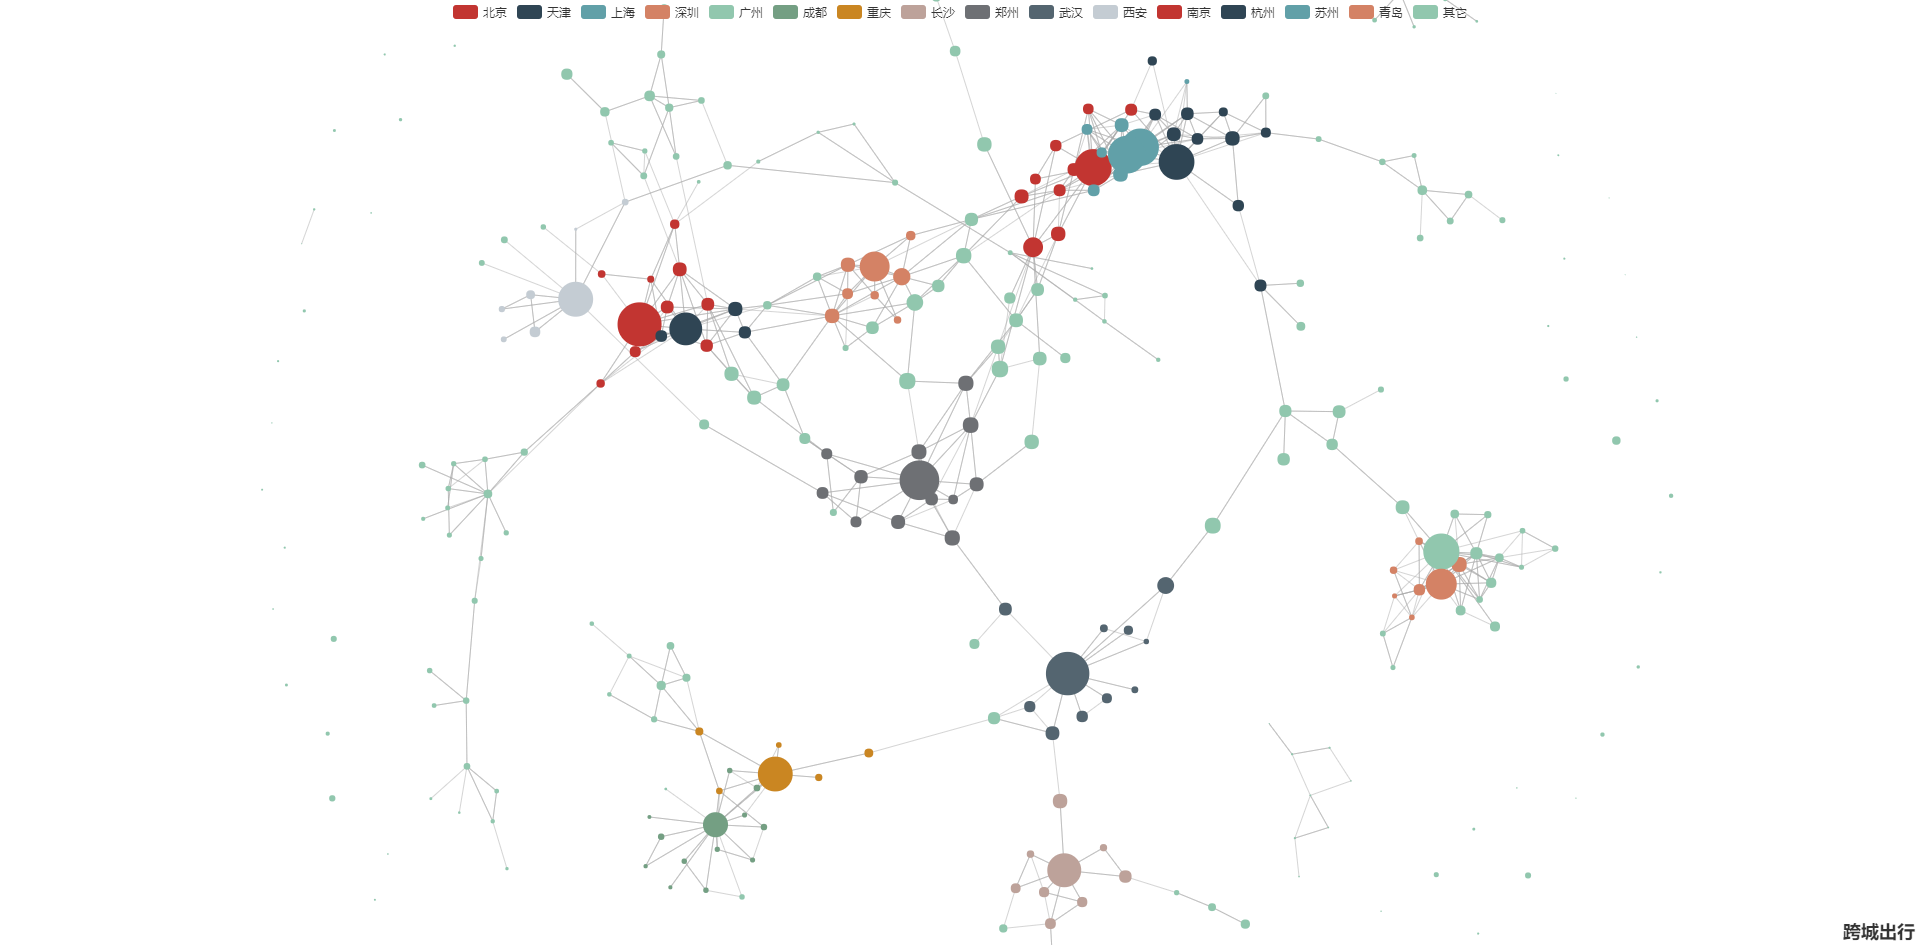 北京 天津 上海 深圳 广州 成都 重庆 长沙 郑州 武汉 西安 南京 杭州 苏州 青岛 其它
跨城出行